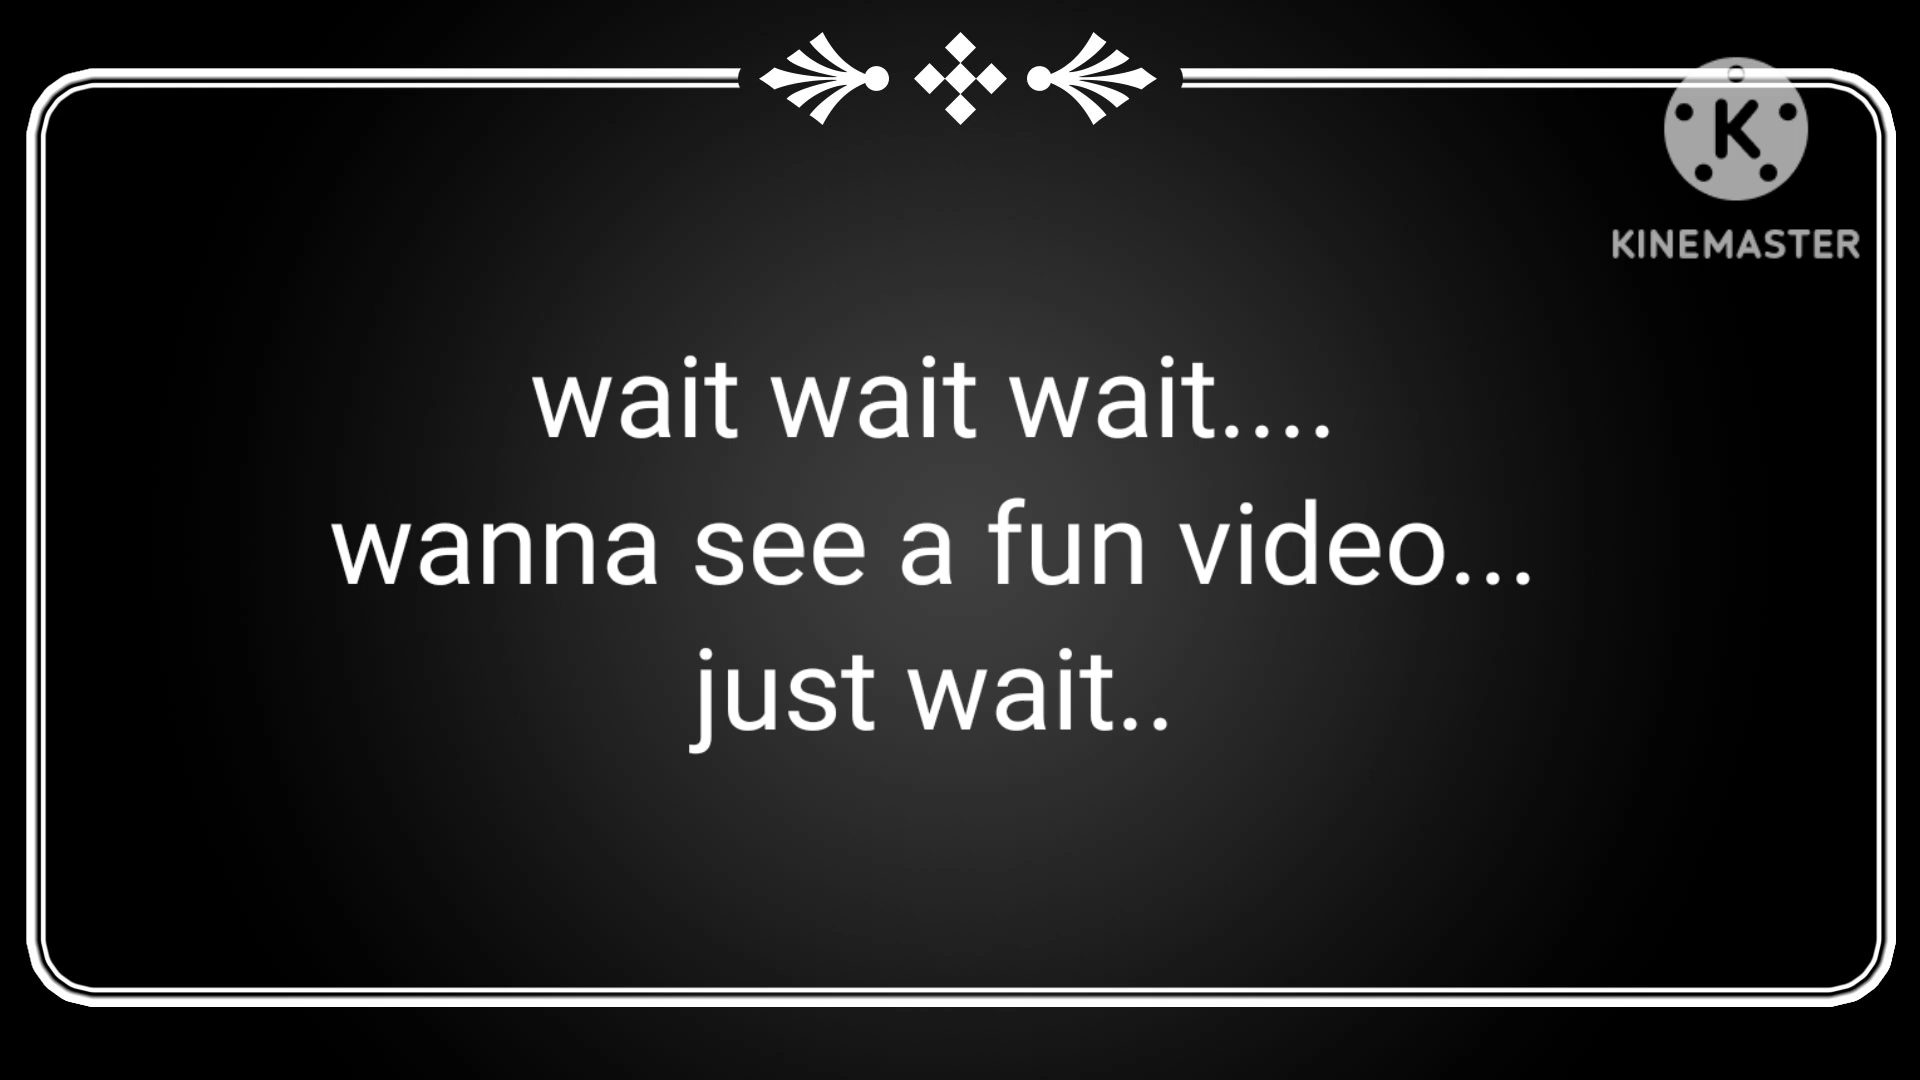 K
KINEMASTER
wait wait wait....
wanna see a fun video...
just wait..